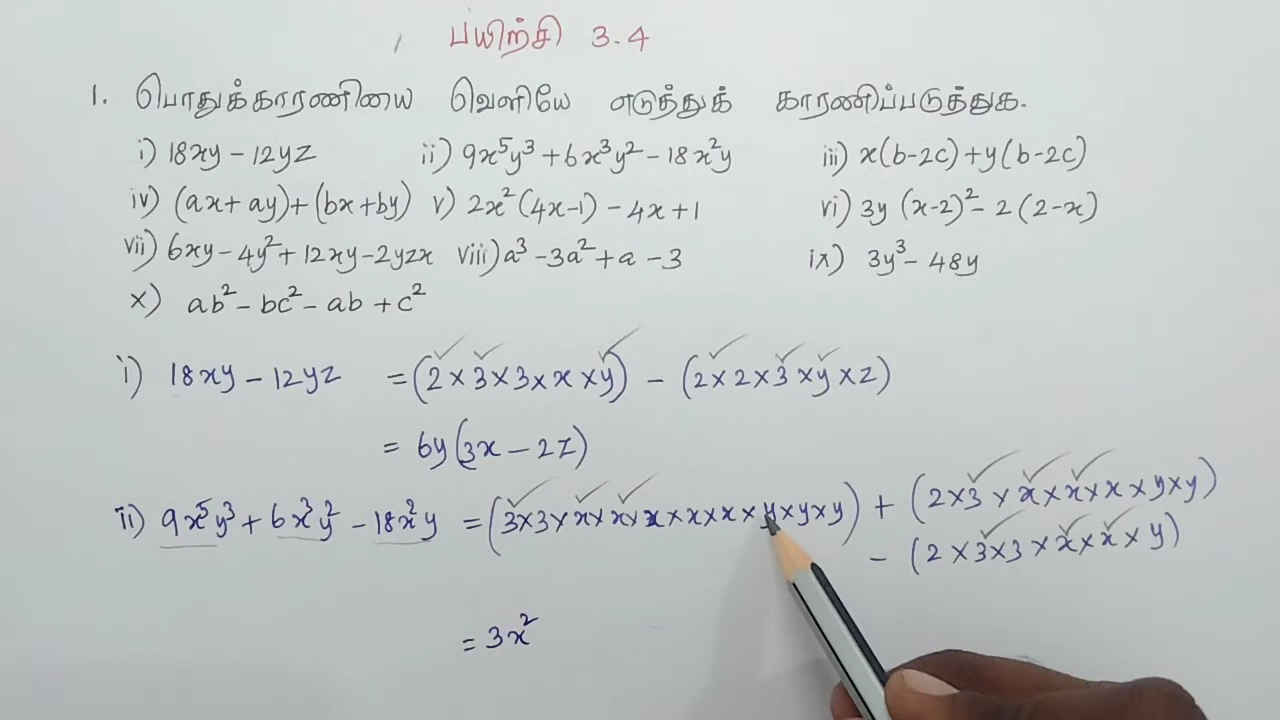 பயிற்சி 3.4
1. பொதுக்காரணியை வெளியே எடுத்துக் காரணிப்படுத்துக.
i) 18xy - 12yz ii) 9x⁵y³ + 6x³y² - 18x²y iii) x(b-2c) + y(b-2c)
iv) (ax + ay) + (bx + by) v) 2x²(4x-1) - 4x + 1 vi) 3y (x-2)² - 2(2-x)
vii) 6xy - 4y² + 12xy - 2yzx viii) a³ - 3a² + a - 3 ix) 3y³ - 48y
x) ab² - bc² - ab + c²
i) 18xy - 12yz = (2 × 3 × 3 × x × y) - (2 × 2 × 3 × y × z)
= 6y (3x - 2z)
ii) 9x⁵y³ + 6x³y² - 18x²y = (3 × 3 × x × x × x × x × x × y × y × y) + (2 × 3 × x × x × x × y × y)
- (2 × 3 × 3 × x × x × y)
= 3x²